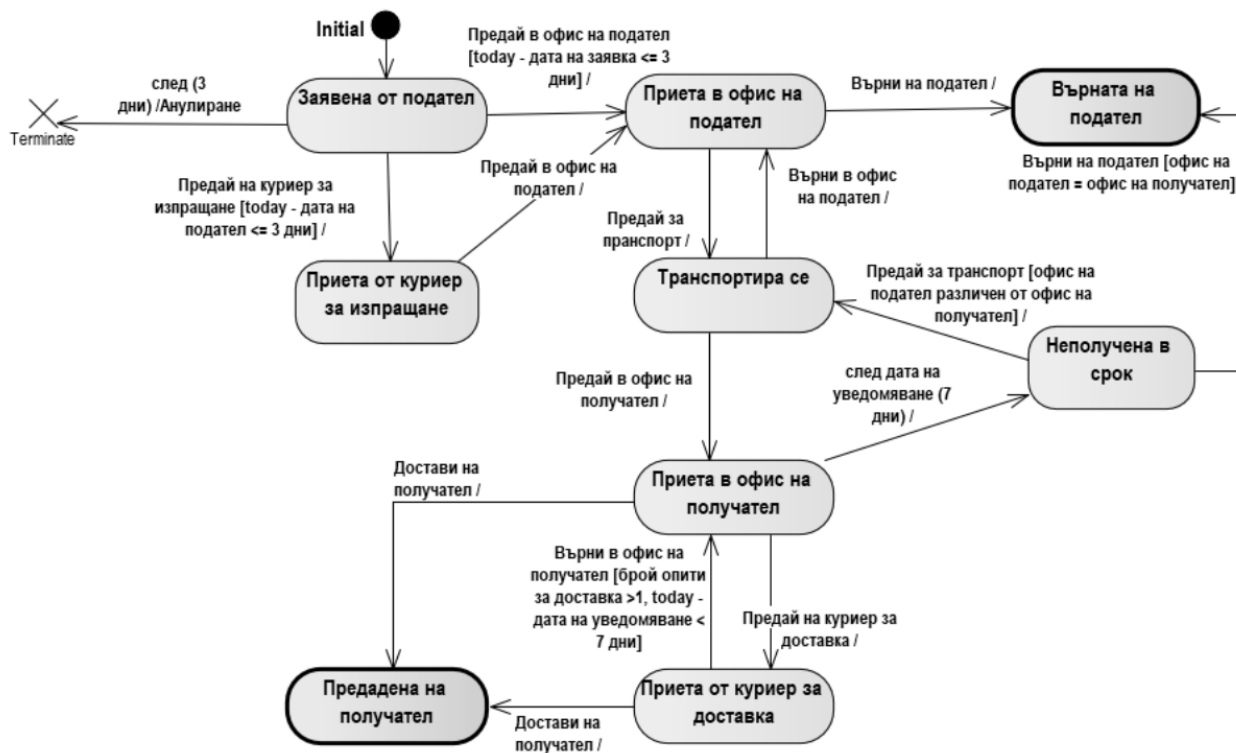 Initial
Предай в офис на подател
[today - дата на заявка <= 3
дни] /
след (3
дни) /Анулиране
Terminate
Заявена от подател
Приета в офис на
подател
Върни на подател /
Върната на
подател
Предай в офис на
подател /
Върни в офис
на подател /
Върни на подател [офис на
подател = офис на получател]
Предай на куриер за
изпращане [today - дата на
подател <= 3 дни] /
Предай за
транспорт /
Приета от куриер
за изпращане
Транспортира се
Предай за транспорт [офис на
подател различен от офис на
получател] /
Неполучена в
срок
Предай в офис на
получател /
след дата на
уведомяване (7
дни) /
Достави на
получател /
Приета в офис на
получател
Върни в офис на
получател [брой опити
за доставка >1, today -
дата на уведомяване <
7 дни]
Предай на куриер за
доставка /
Предадена на
получател
Достави на
получател /
Приета от куриер за
доставка